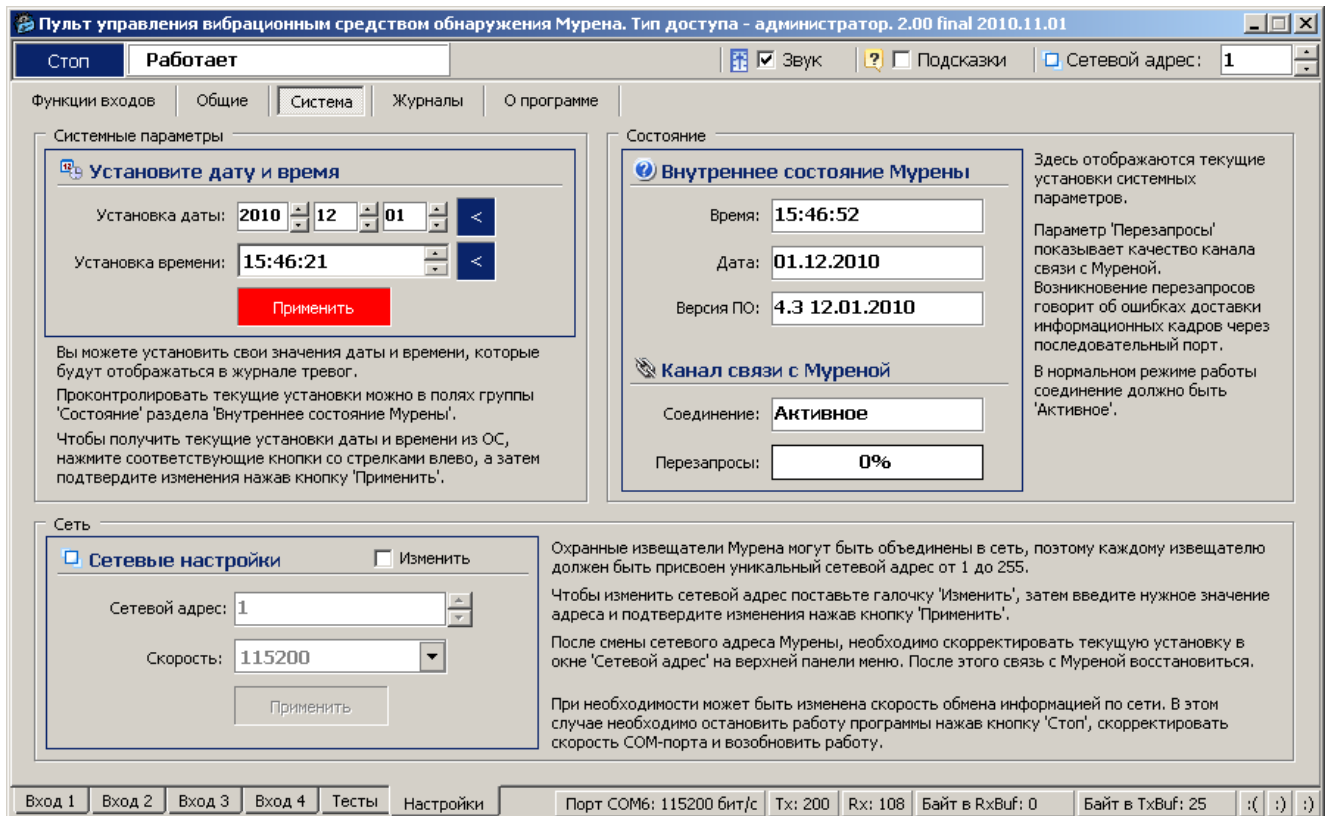 Пульт управления вибрационным средством обнаружения Мурена. Тип доступа - администратор. 2.00 final 2010.11.01
Стоп
Работает
Звук
Подсказки
Сетевой адрес: 1
Функции входов
Общие
Система
Журналы
О программе
Системные параметры
Установите дату и время
Установка даты: 2010 12 01 <
Установка времени: 15:46:21 <
Применить
Вы можете установить свои значения даты и времени, которые
будут отображаться в журнале тревог.
Проконтролировать текущие установки можно в полях группы
'Состояние' раздела 'Внутреннее состояние Мурены'.
Чтобы получить текущие установки даты и времени из ОС,
нажмите соответствующие кнопки со стрелками влево, а затем
подтвердите изменения нажав кнопку 'Применить'.
Состояние
Внутреннее состояние Мурены
Время: 15:46:52
Дата: 01.12.2010
Версия ПО: 4.3 12.01.2010
Канал связи с Муреной
Соединение: Активное
Перезапросы: 0%
Здесь отображаются текущие
установки системных
параметров.
Параметр 'Перезапросы'
показывает качество канала
связи с Муреной.
Возникновение перезапросов
говорит об ошибках доставки
информационных кадров через
последовательный порт.
В нормальном режиме работы
соединение должно быть
'Активное'.
Сеть
Сетевые настройки
Изменить
Сетевой адрес: 1
Скорость: 115200
Применить
Охранные извещатели Мурена могут быть объединены в сеть, поэтому каждому извещателю
должен быть присвоен уникальный сетевой адрес от 1 до 255.
Чтобы изменить сетевой адрес поставьте галочку 'Изменить', затем введите нужное значение
адреса и подтвердите изменения нажав кнопку 'Применить'.
После смены сетевого адреса Мурены, необходимо скорректировать текущую установку в
окне 'Сетевой адрес' на верхней панели меню. После этого связь с Муреной восстановиться.
При необходимости может быть изменена скорость обмена информацией по сети. В этом
случае необходимо остановить работу программы нажав кнопку 'Стоп', скорректировать
скорость COM-порта и возобновить работу.
Вход 1
Вход 2
Вход 3
Вход 4
Тесты
Настройки
Порт COM6: 115200 бит/с
Tx: 200
Rx: 108
Байт в RxBuf: 0
Байт в TxBuf: 25
:(
:)
:)